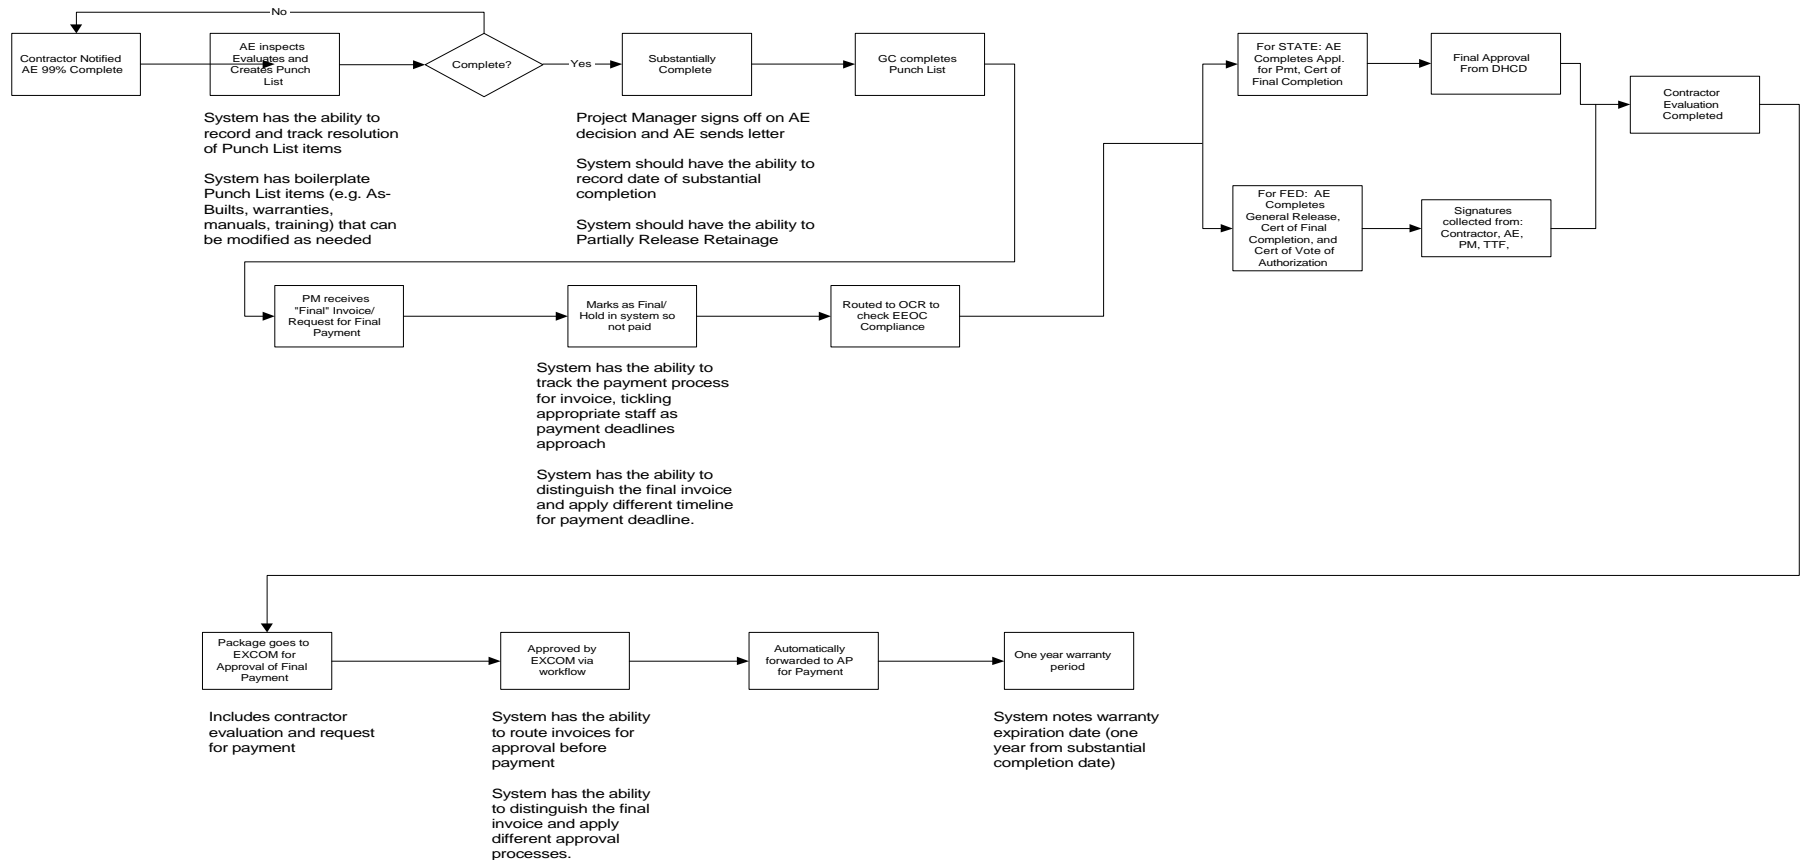 No
Contractor Notified
AE 99% Complete
AE inspects
Evaluates and
Creates Punch
List
Complete?
Yes
Substantially
Complete
GC completes
Punch List
For STATE: AE
Completes Appl.
for Pmt, Cert of
Final Completion
Final Approval
From DHCD
Contractor
Evaluation
Completed
System has the ability to
record and track resolution
of Punch List items
System has boilerplate
Punch List items (e.g. As-
Builts, warranties,
manuals, training) that can
be modified as needed
Project Manager signs off on AE
decision and AE sends letter
System should have the ability to
record date of substantial
completion
System should have the ability to
Partially Release Retainage
For FED:  AE
Completes
General Release,
Cert of Final
Completion, and
Cert of Vote of
Authorization
Signatures
collected from:
Contractor, AE,
PM, TTF,
PM receives
"Final" Invoice/
Request for Final
Payment
Marks as Final/
Hold in system so
not paid
Routed to OCR to
check EEOC
Compliance
System has the ability to
track the payment process
for invoice, tickling
appropriate staff as
payment deadlines
approach
System has the ability to
distinguish the final invoice
and apply different timeline
for payment deadline.
Package goes to
EXCOM for
Approval of Final
Payment
Approved by
EXCOM via
workflow
Automatically
forwarded to AP
for Payment
One year warranty
period
Includes contractor
evaluation and request
for payment
System has the ability
to route invoices for
approval before
payment
System has the ability
to distinguish the final
invoice and apply
different approval
processes.
System notes warranty
expiration date (one
year from substantial
completion date)